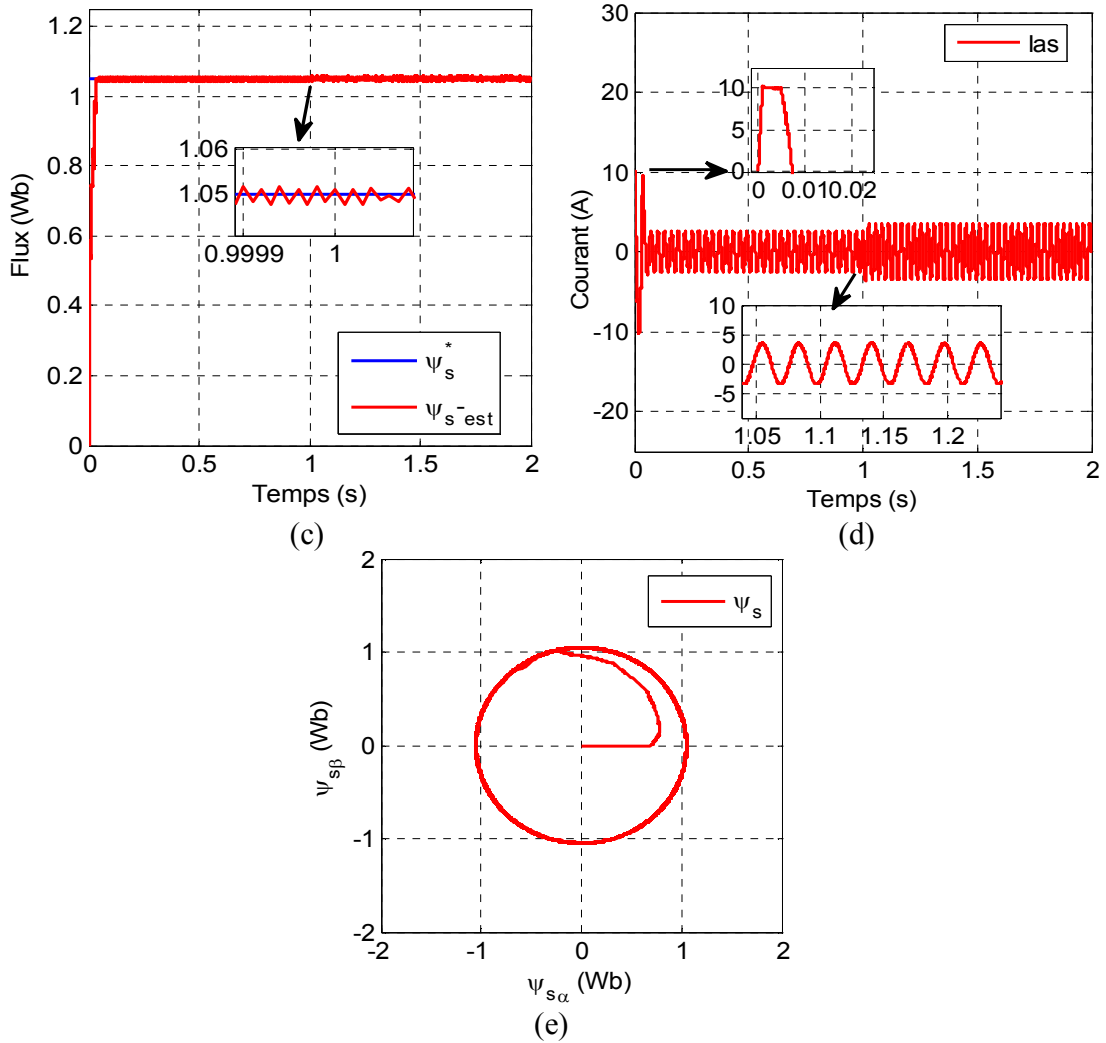 1.2
1
0.8
0.6
0.4
0.2
0
Flux (Wb)
1.06
1.05
0.9999 1
ψs*
ψs-est
0 0.5 1 1.5 2
Temps (s)
(c)
30
20
10
0
-10
-20
Courant (A)
Ias
10
5
0
0 0.01 0.02
10
5
0
-5
1.05 1.1 1.15 1.2
0 0.5 1 1.5 2
Temps (s)
(d)
2
1
0
-1
-2
ψsβ (Wb)
ψs
-2 -1 0 1 2
ψsα (Wb)
(e)